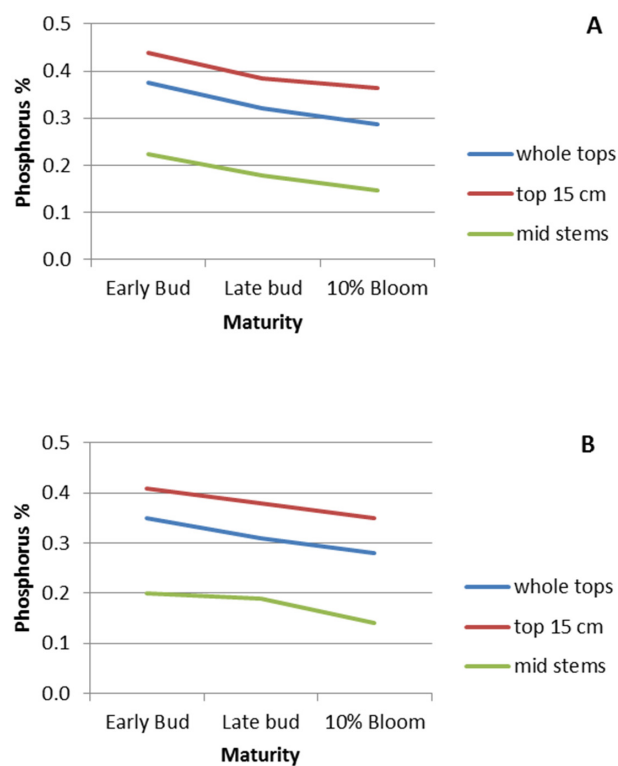 A
0.5
0.4
0.3
0.2
0.1
0.0
Phosphorus %
Early Bud Late bud 10% Bloom
Maturity
whole tops
top 15 cm
mid stems
B
0.5
0.4
0.3
0.2
0.1
0.0
Phosphorus %
Early Bud Late bud 10% Bloom
Maturity
whole tops
top 15 cm
mid stems